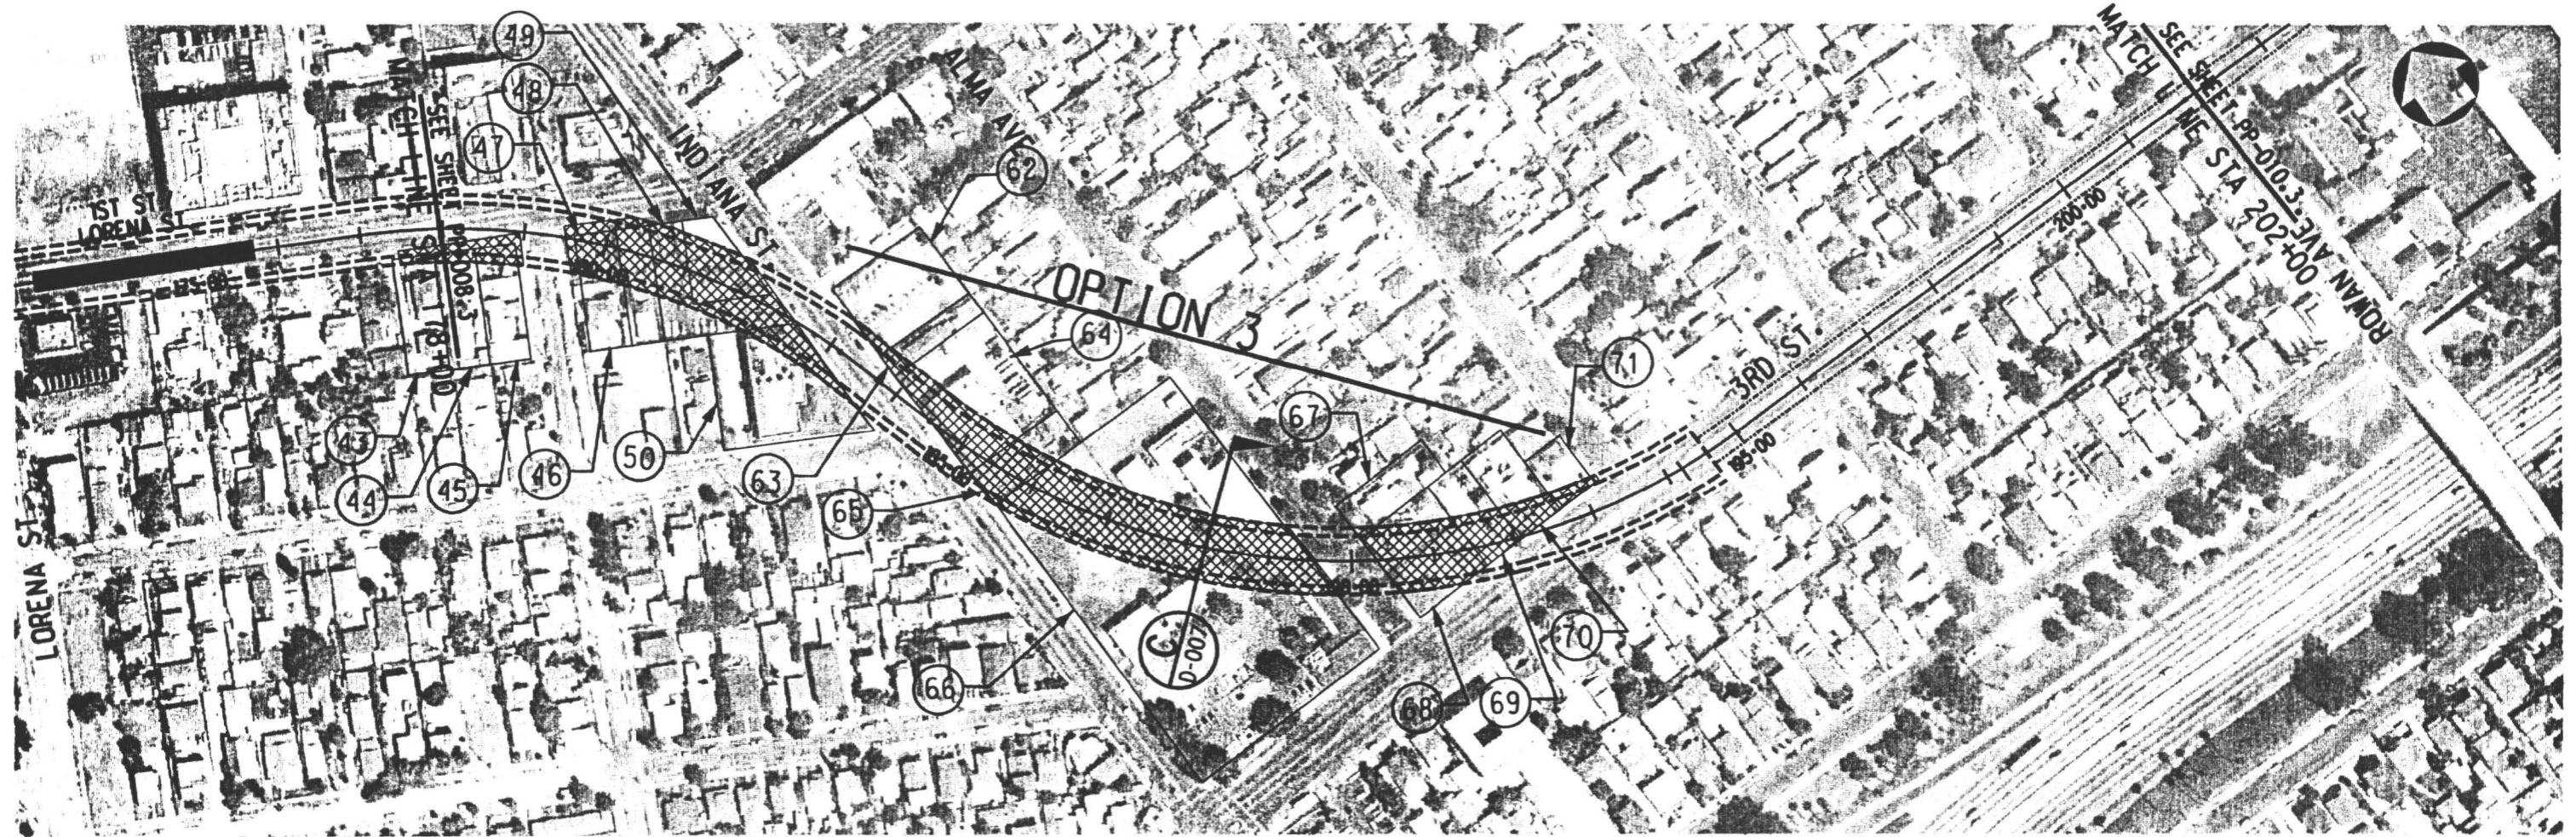 49
48
47
INDIANA ST
ALMA AVE
62
MATCH LINE STA 202+00
SEE SHEET PP-010.3
ROWAN AVE
1ST ST
LORENA ST
MATCH LINE STA 178+00
SEE SHEET PP-008.3
OPTION 3
64
71
67
3RD ST.
200+00
195+00
43
44
45
46
50
63
65
66
C
D-007
68
69
70
LORENA ST.